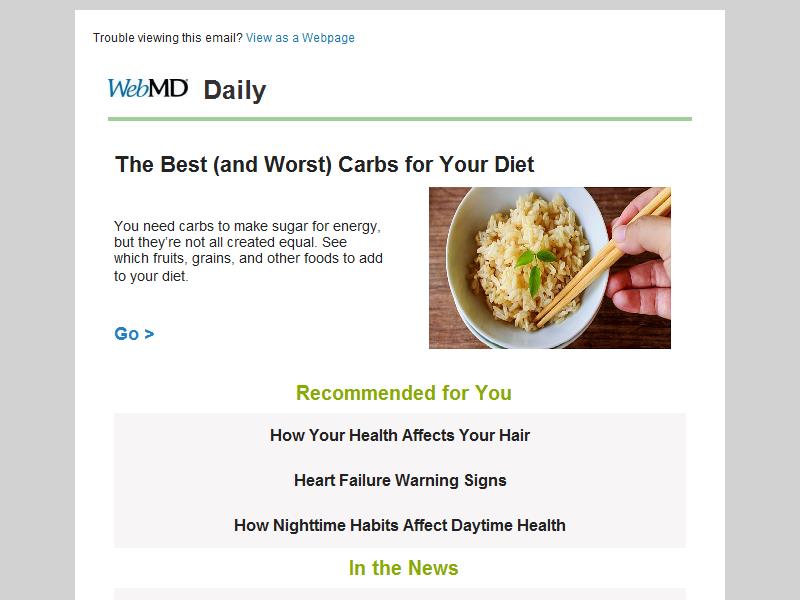 Trouble viewing this email? View as a Webpage
WebMD Daily
The Best (and Worst) Carbs for Your Diet
You need carbs to make sugar for energy,
but they're not all created equal. See
which fruits, grains, and other foods to add
to your diet.
Go >
Recommended for You
How Your Health Affects Your Hair
Heart Failure Warning Signs
How Nighttime Habits Affect Daytime Health
In the News